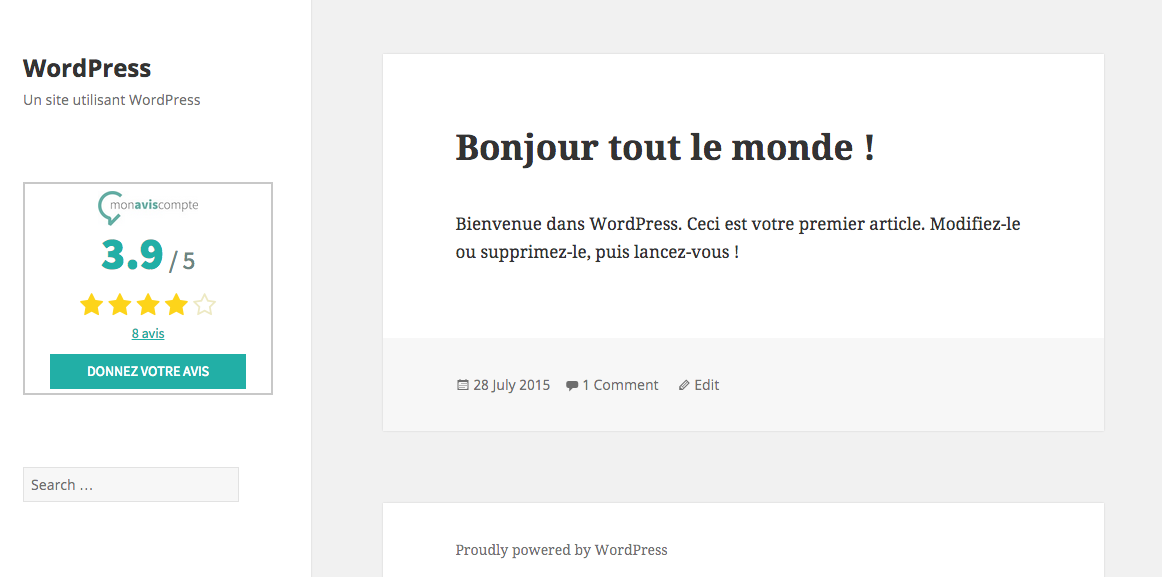 WordPress
Un site utilisant WordPress
monaviscompte
3.9 / 5
8 avis
DONNEZ VOTRE AVIS
Search …
Bonjour tout le monde !
Bienvenue dans WordPress. Ceci est votre premier article. Modifiez-le
ou supprimez-le, puis lancez-vous !
28 July 2015 1 Comment Edit
Proudly powered by WordPress